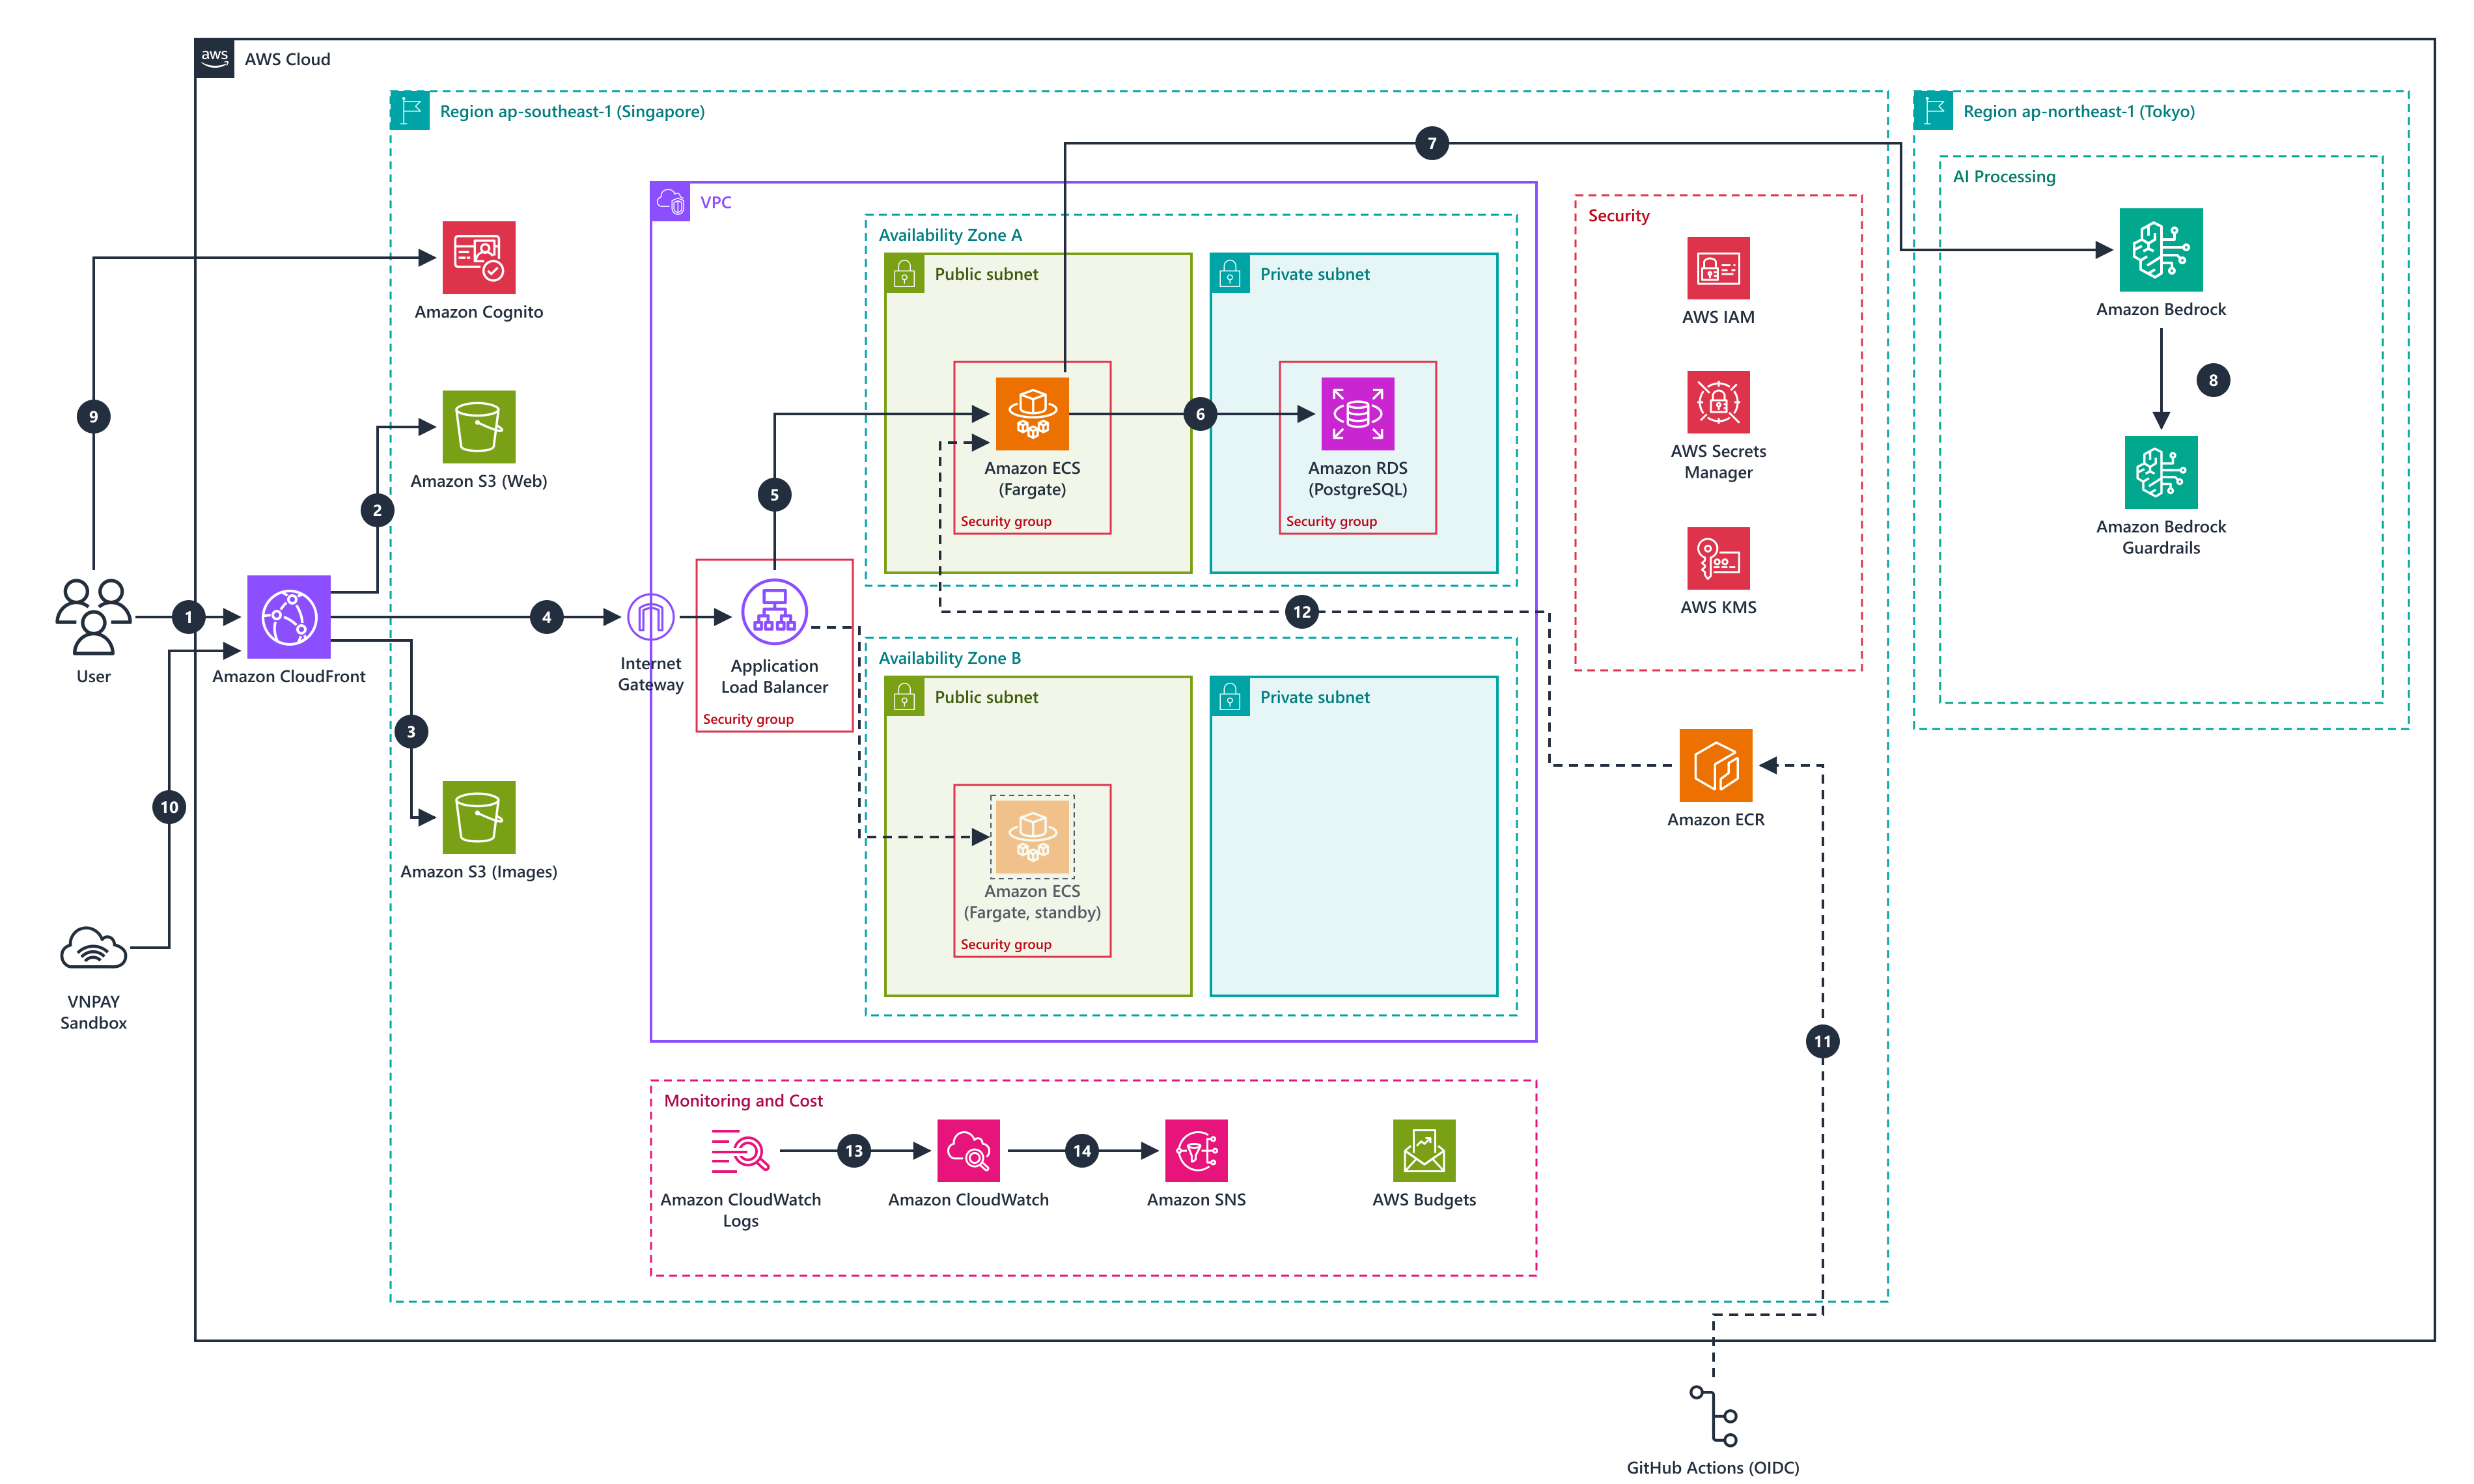 aws
AWS Cloud
Region ap-southeast-1 (Singapore)
Region ap-northeast-1 (Tokyo)
7
AI Processing
VPC
Security
Availability Zone A
Public subnet
Private subnet
Amazon Cognito
AWS IAM
Amazon Bedrock
8
9
6
Amazon S3 (Web)
Amazon ECS
(Fargate)
Security group
Amazon RDS
(PostgreSQL)
Security group
AWS Secrets
Manager
Amazon Bedrock
Guardrails
2
5
AWS KMS
1
4
12
User
Amazon CloudFront
Internet
Gateway
Application
Load Balancer
Security group
Availability Zone B
Public subnet
Private subnet
3
10
Amazon S3 (Images)
Amazon ECR
Amazon ECS
(Fargate, standby)
Security group
VNPAY
Sandbox
11
Monitoring and Cost
13
14
Amazon CloudWatch
Logs
Amazon CloudWatch
Amazon SNS
AWS Budgets
GitHub Actions (OIDC)